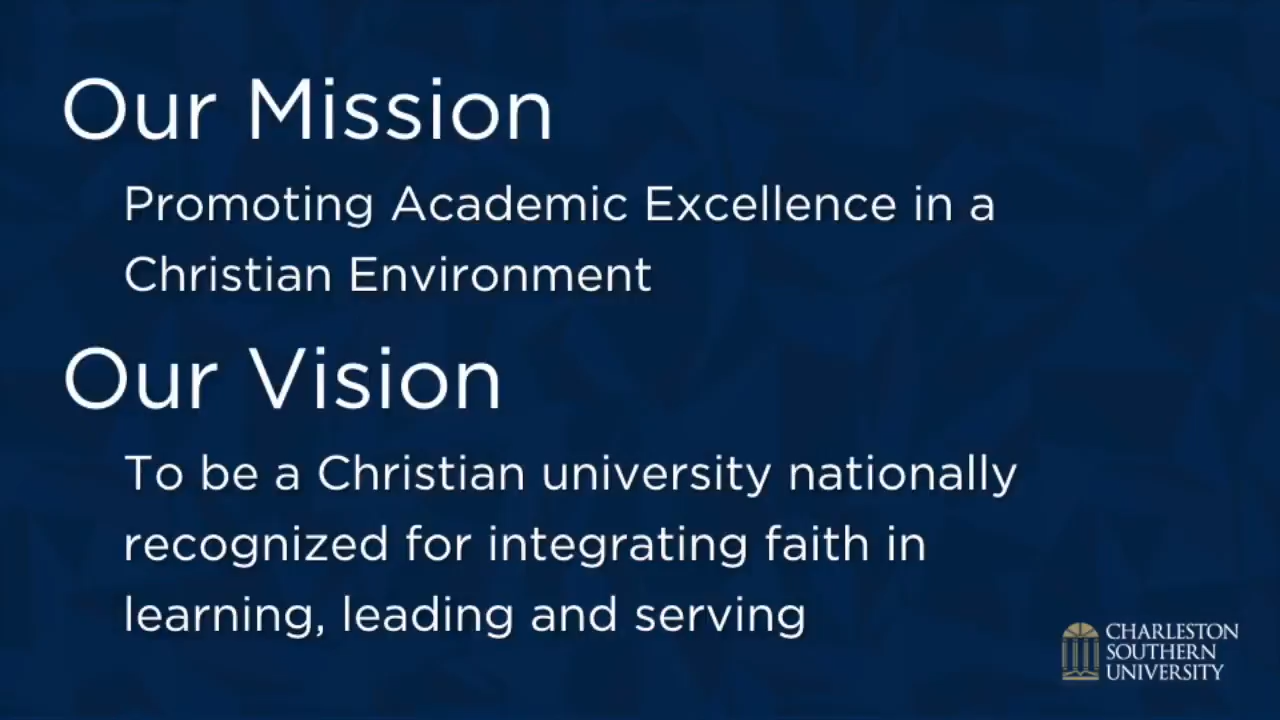 Our Mission
Promoting Academic Excellence in a
Christian Environment
Our Vision
To be a Christian university nationally
recognized for integrating faith in
learning, leading and serving
CHARLESTON
SOUTHERN
UNIVERSITY